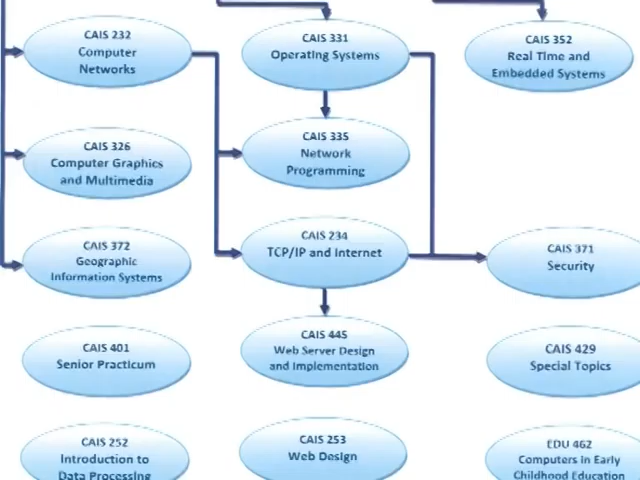 CAIS 232
Computer
Networks
CAIS 331
Operating Systems
CAIS 352
Real Time and
Embedded Systems
CAIS 326
Computer Graphics
and Multimedia
CAIS 335
Network
Programming
CAIS 372
Geographic
Information Systems
CAIS 234
TCP/IP and Internet
CAIS 371
Security
CAIS 401
Senior Practicum
CAIS 445
Web Server Design
and Implementation
CAIS 429
Special Topics
CAIS 252
Introduction to
Data Processing
CAIS 253
Web Design
EDU 462
Computers in Early
Childhood Education